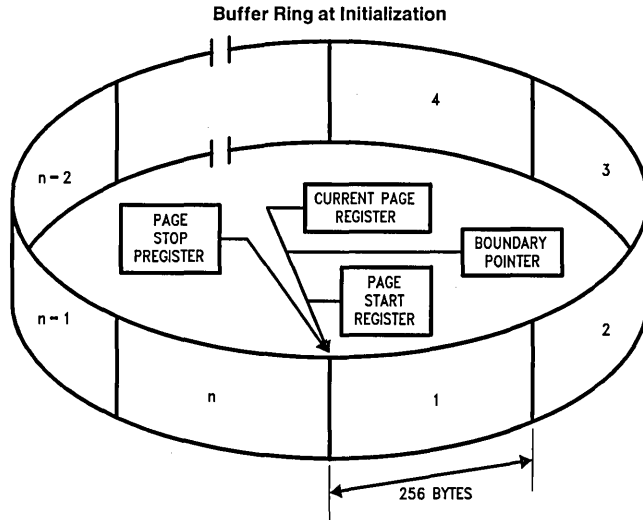 Buffer Ring at Initialization
4
3
n-2
CURRENT PAGE
REGISTER
PAGE
STOP
PREGISTER
BOUNDARY
POINTER
PAGE
START
REGISTER
n-1
2
n
1
256 BYTES